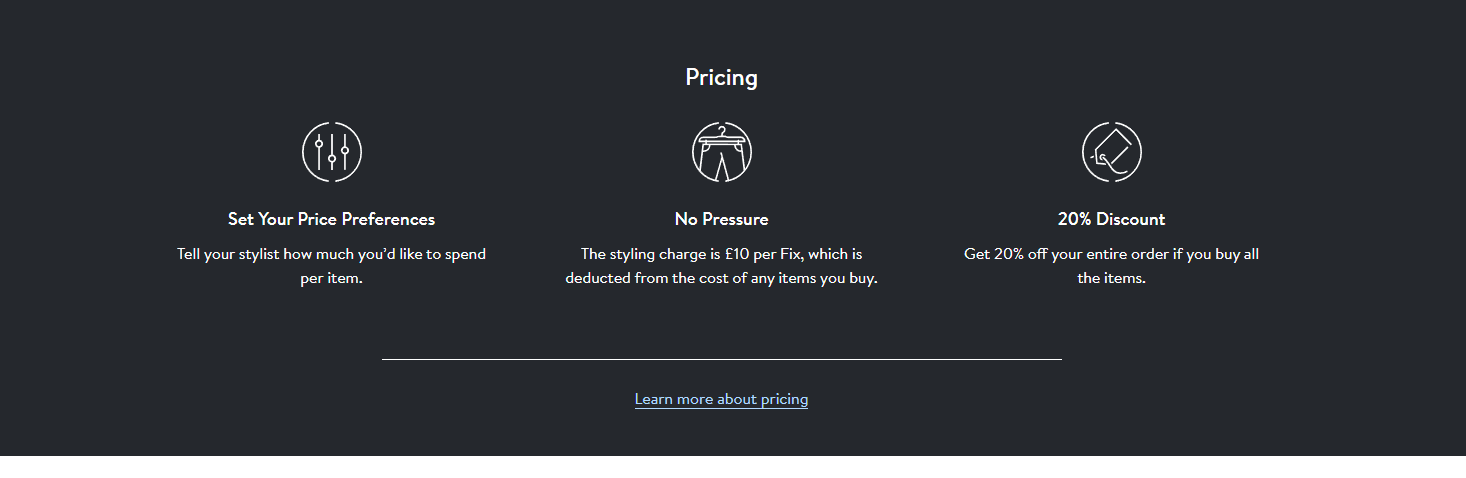 Pricing
Set Your Price Preferences
Tell your stylist how much you’d like to spend
per item.
No Pressure
The styling charge is £10 per Fix, which is
deducted from the cost of any items you buy.
20% Discount
Get 20% off your entire order if you buy all
the items.
Learn more about pricing